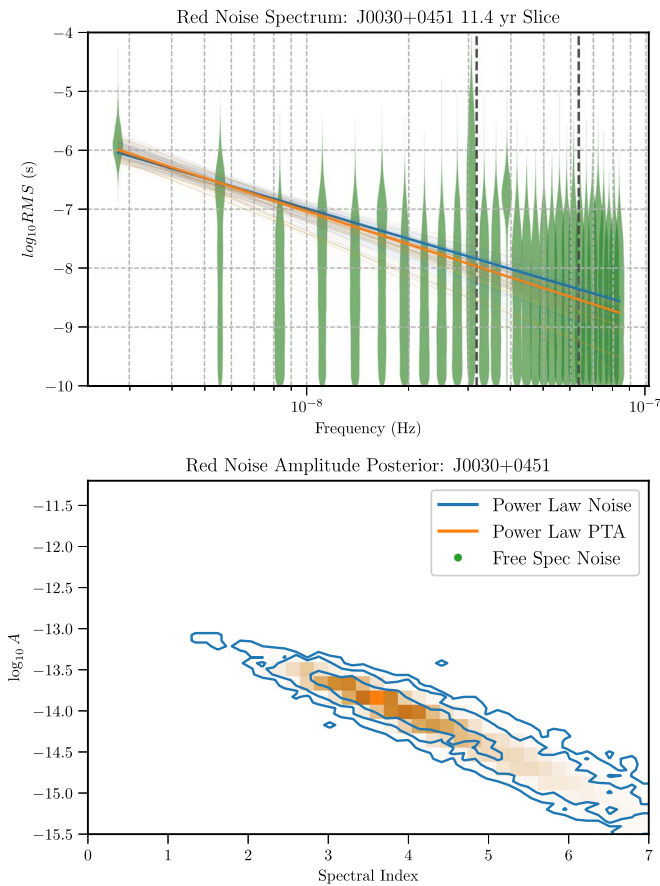 Red Noise Spectrum: J0030+0451 11.4 yr Slice
−4
−5
−6
−7
−8
−9
−10
log₁₀RMS (s)
10⁻⁸
10⁻⁷
Frequency (Hz)
Red Noise Amplitude Posterior: J0030+0451
−11.5
−12.0
−12.5
−13.0
−13.5
−14.0
−14.5
−15.0
−15.5
log₁₀ A
Power Law Noise
Power Law PTA
Free Spec Noise
0 1 2 3 4 5 6 7
Spectral Index